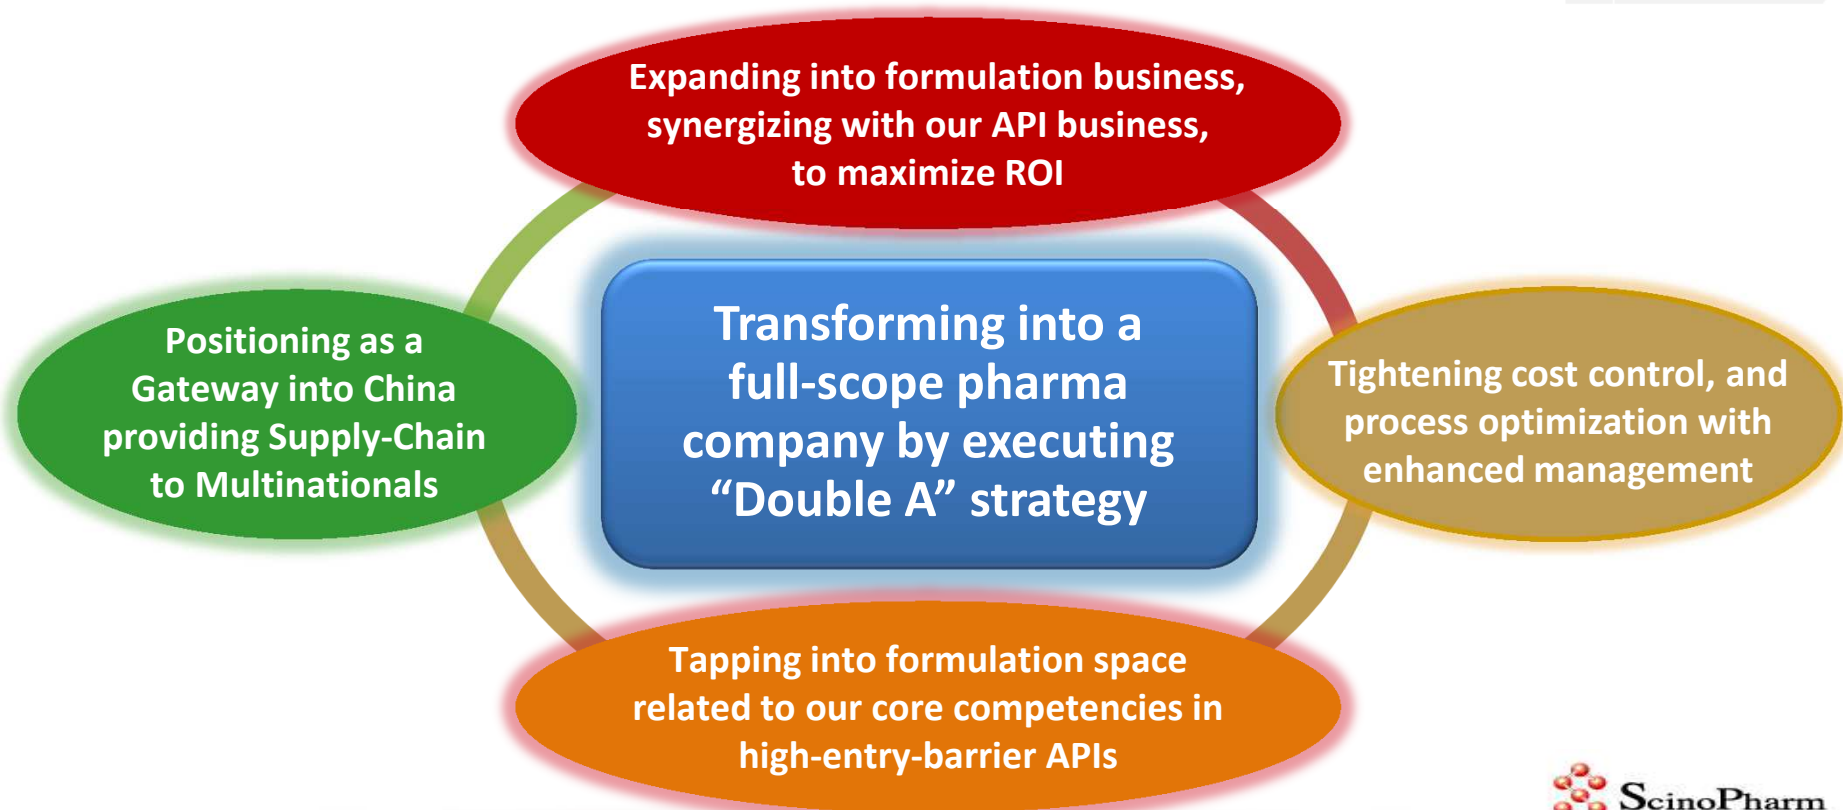 Expanding into formulation business,
synergizing with our API business,
to maximize ROI
Positioning as a
Gateway into China
providing Supply-Chain
to Multinationals
Transforming into a
full-scope pharma
company by executing
“Double A” strategy
Tightening cost control, and
process optimization with
enhanced management
Tapping into formulation space
related to our core competencies in
high-entry-barrier APIs
ScinoPharm